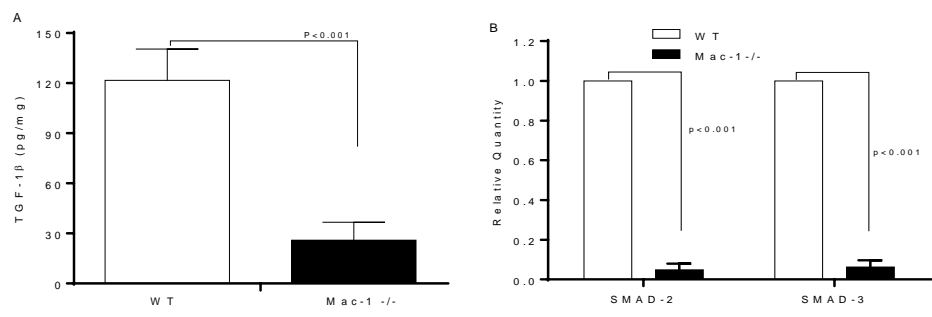 A
150
120
90
60
30
0
TGF-1β (pg/mg)
P<0.001
WT
Mac-1 -/-
B
WT
Mac-1-/-
1.2
1.0
0.8
0.6
0.4
0.2
0.0
Relative Quantity
p<0.001
p<0.001
SMAD-2
SMAD-3